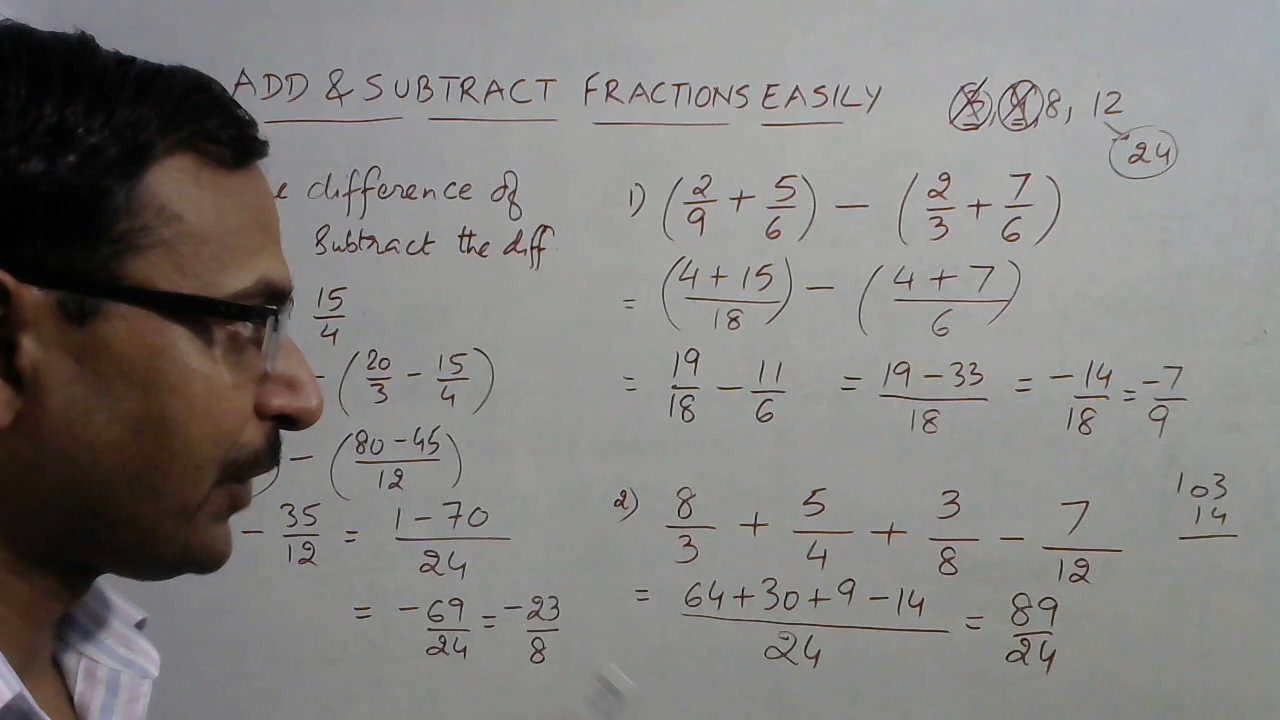 ADD & SUBTRACT FRACTIONS EASILY
8, 12
24
difference of
Subtract the diff
15/4
- (20/3 - 15/4)
) - ((80-45)/12)
- 35/12 = (1-70)/24
= -69/24 = -23/8
1) (2/9 + 5/6) - (2/3 + 7/6)
= ((4+15)/18) - ((4+7)/6)
= 19/18 - 11/6 = (19-33)/18 = -14/18 = -7/9
2) 8/3 + 5/4 + 3/8 - 7/12
= (64+30+9-14)/24 = 89/24
103
14